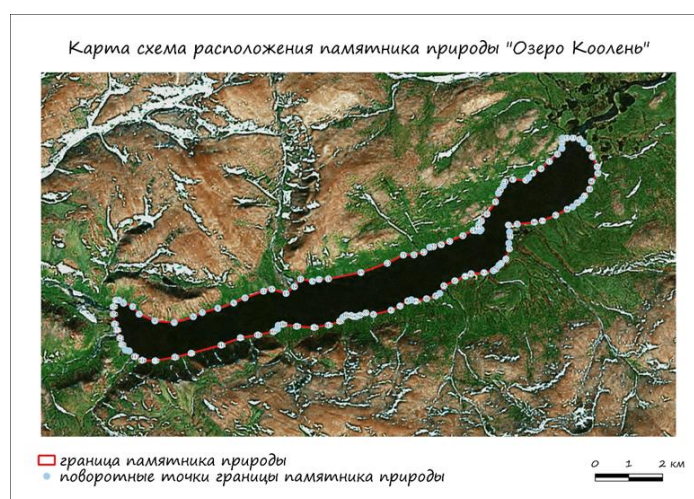 Карта схема расположения памятника природы "Озеро Коолень"
граница памятника природы
поворотные точки границы памятника природы
0 1 2 км